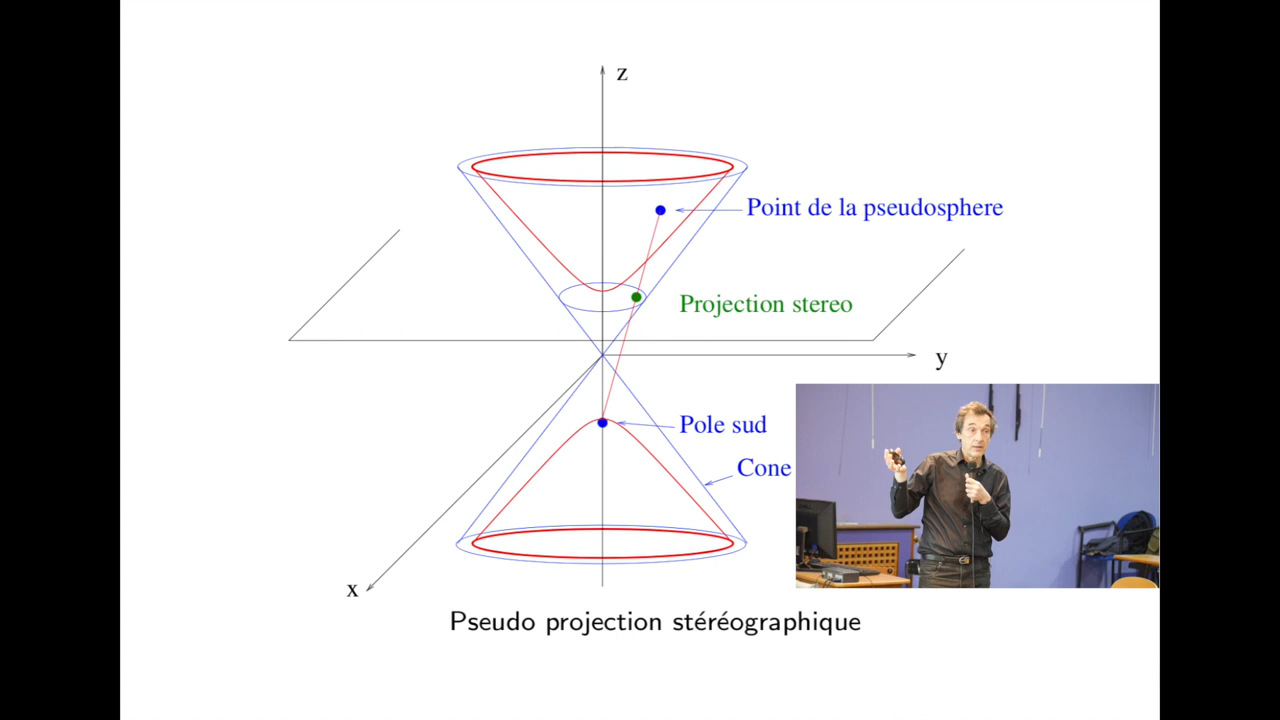 z
Point de la pseudosphere
Projection stereo
y
Pole sud
Cone
x
Pseudo projection stéréographique